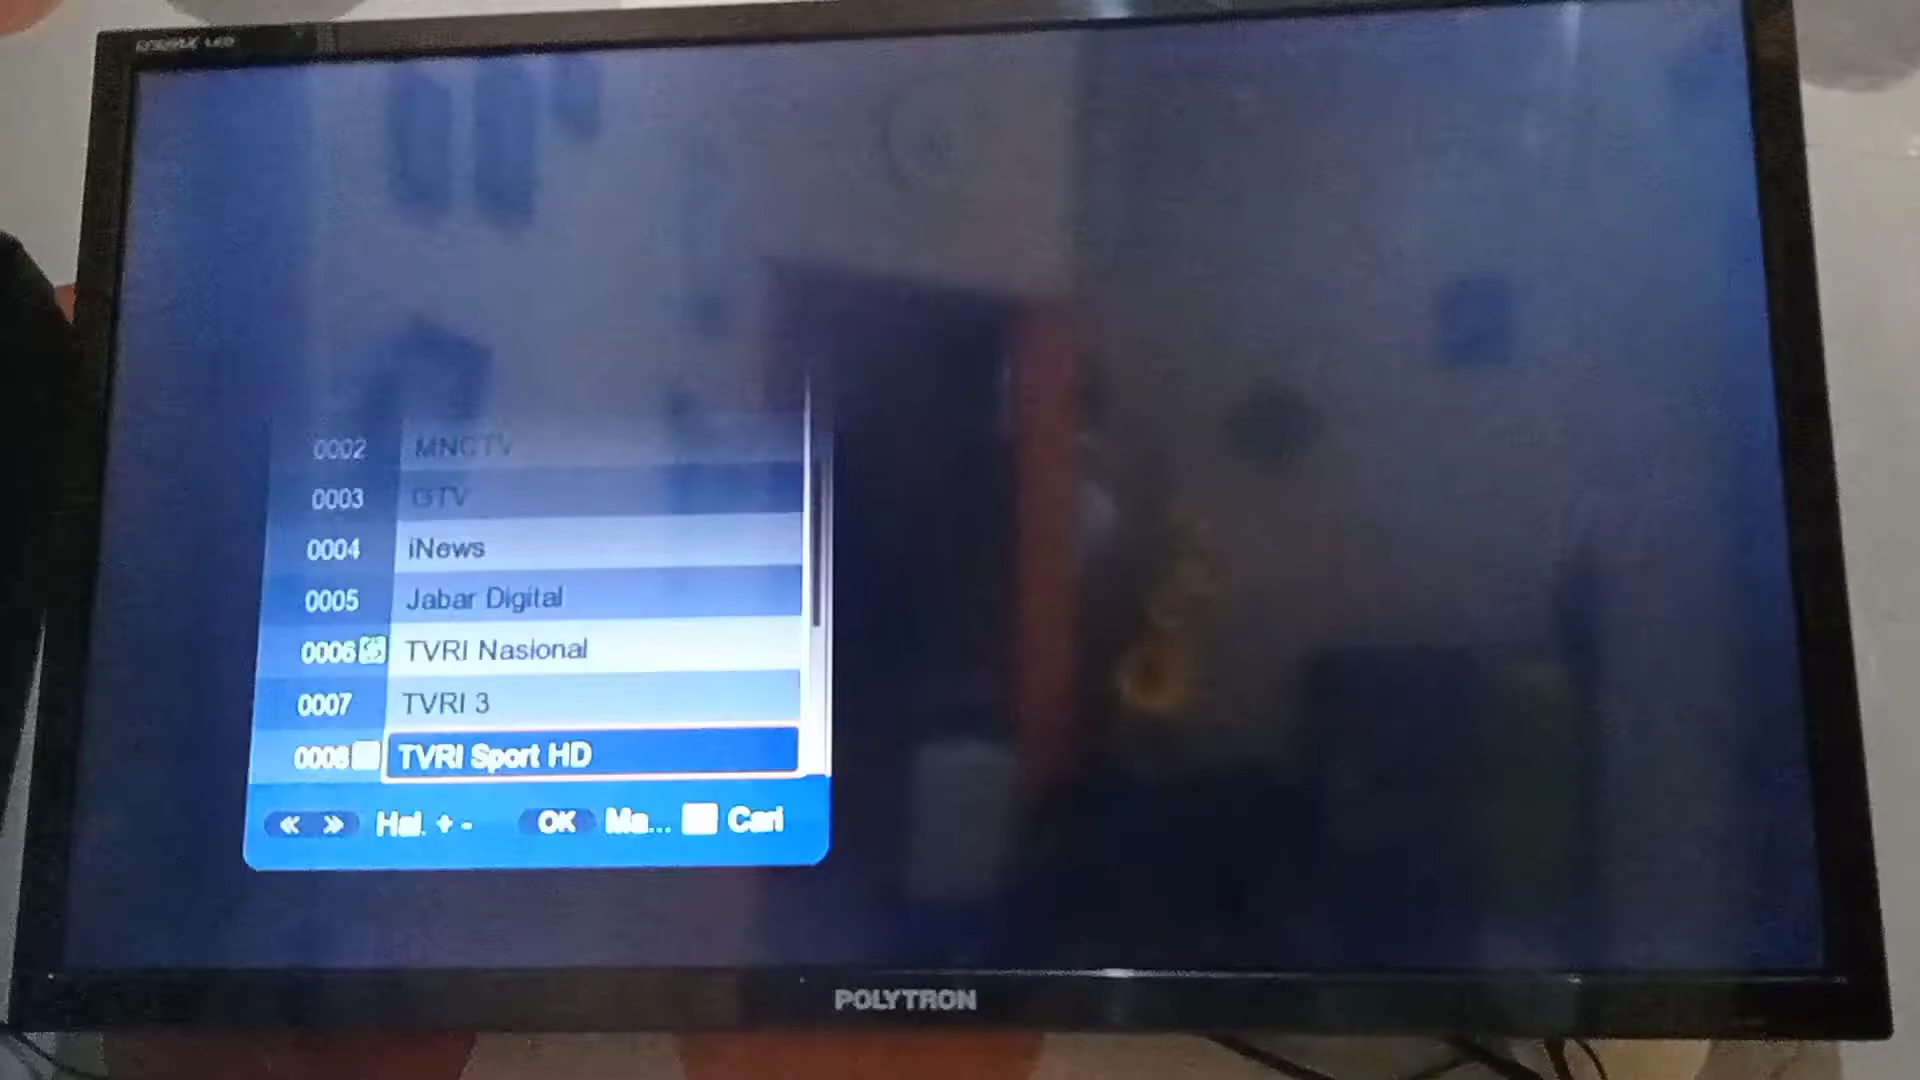 0002 MNCTV
0003 GTV
0004 iNews
0005 Jabar Digital
0006 TVRI Nasional
0007 TVRI 3
0008 TVRI Sport HD
« » Hal. + - OK Ma... Cari
POLYTRON